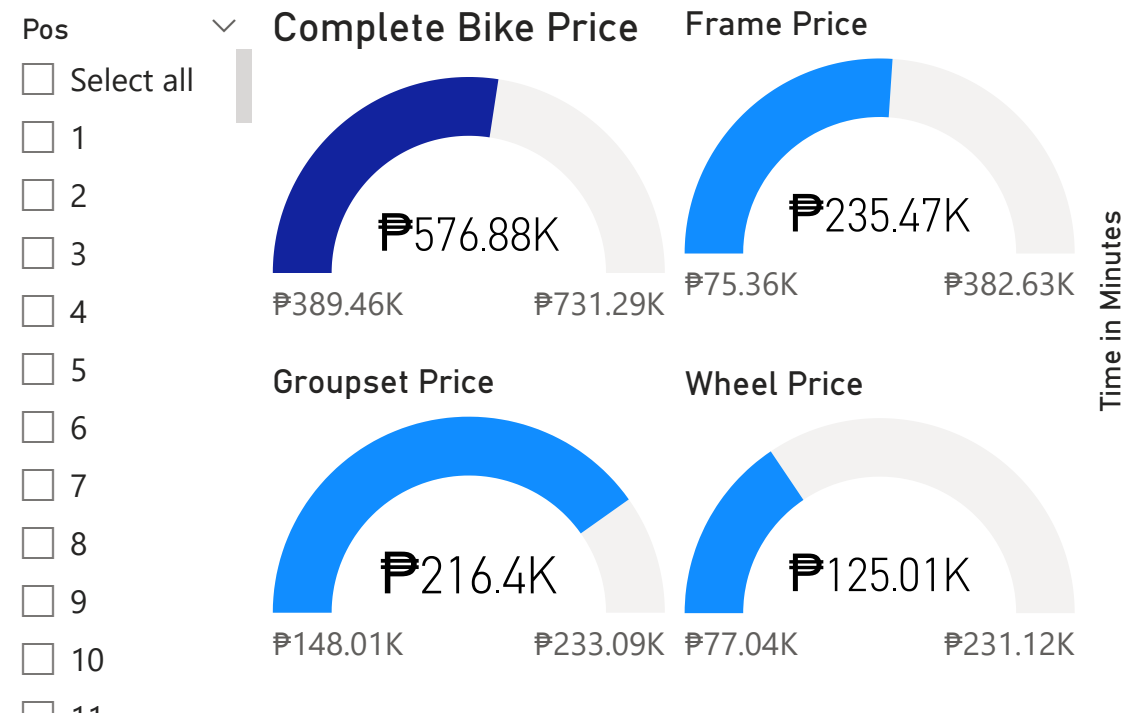 Pos
Select all
1
2
3
4
5
6
7
8
9
10
11
Complete Bike Price
₱576.88K
₱389.46K ₱731.29K
Frame Price
₱235.47K
₱75.36K ₱382.63K
Groupset Price
₱216.4K
₱148.01K ₱233.09K
Wheel Price
₱125.01K
₱77.04K ₱231.12K
Time in Minutes